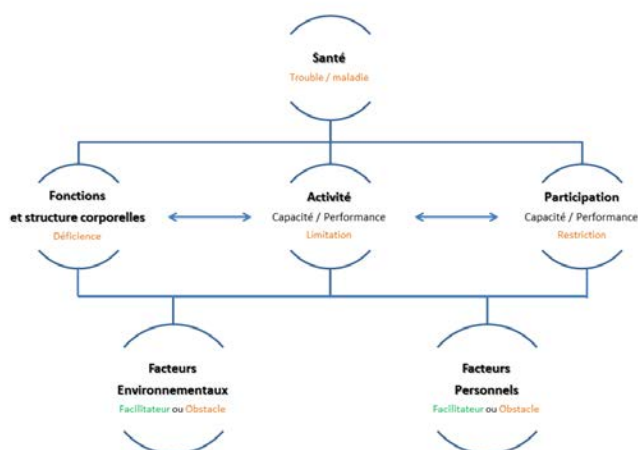 Santé
Trouble / maladie
Fonctions
et structure corporelles
Déficience
Activité
Capacité / Performance
Limitation
Participation
Capacité / Performance
Restriction
Facteurs
Environnementaux
Facilitateur ou Obstacle
Facteurs
Personnels
Facilitateur ou Obstacle